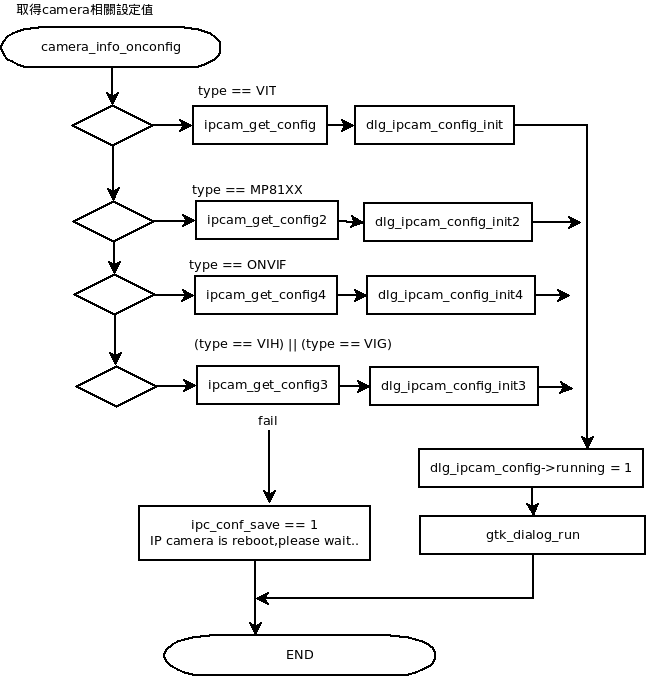 取得camera相關設定值
camera_info_onconfig
type == VIT
ipcam_get_config
dlg_ipcam_config_init
type == MP81XX
ipcam_get_config2
dlg_ipcam_config_init2
type == ONVIF
ipcam_get_config4
dlg_ipcam_config_init4
(type == VIH) || (type == VIG)
ipcam_get_config3
dlg_ipcam_config_init3
fail
dlg_ipcam_config->running = 1
ipc_conf_save == 1
IP camera is reboot,please wait..
gtk_dialog_run
END